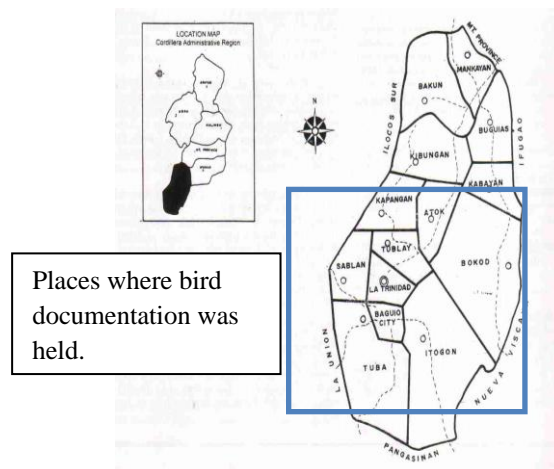 LOCATION MAP
Cordillera Administrative Region
N
MT. PROVINCE
MANKAYAN
BAKUN
ILOCOS SUR
BUGUIAS
IFUGAO
KIBUNGAN
KABAYAN
KAPANGAN
ATOK
TUBLAY
SABLAN
BOKOD
LA TRINIDAD
BAGUIO
CITY
ITOGON
TUBA
LA UNION
NUEVA VISCA
PANGASINAN
Places where bird
documentation was
held.